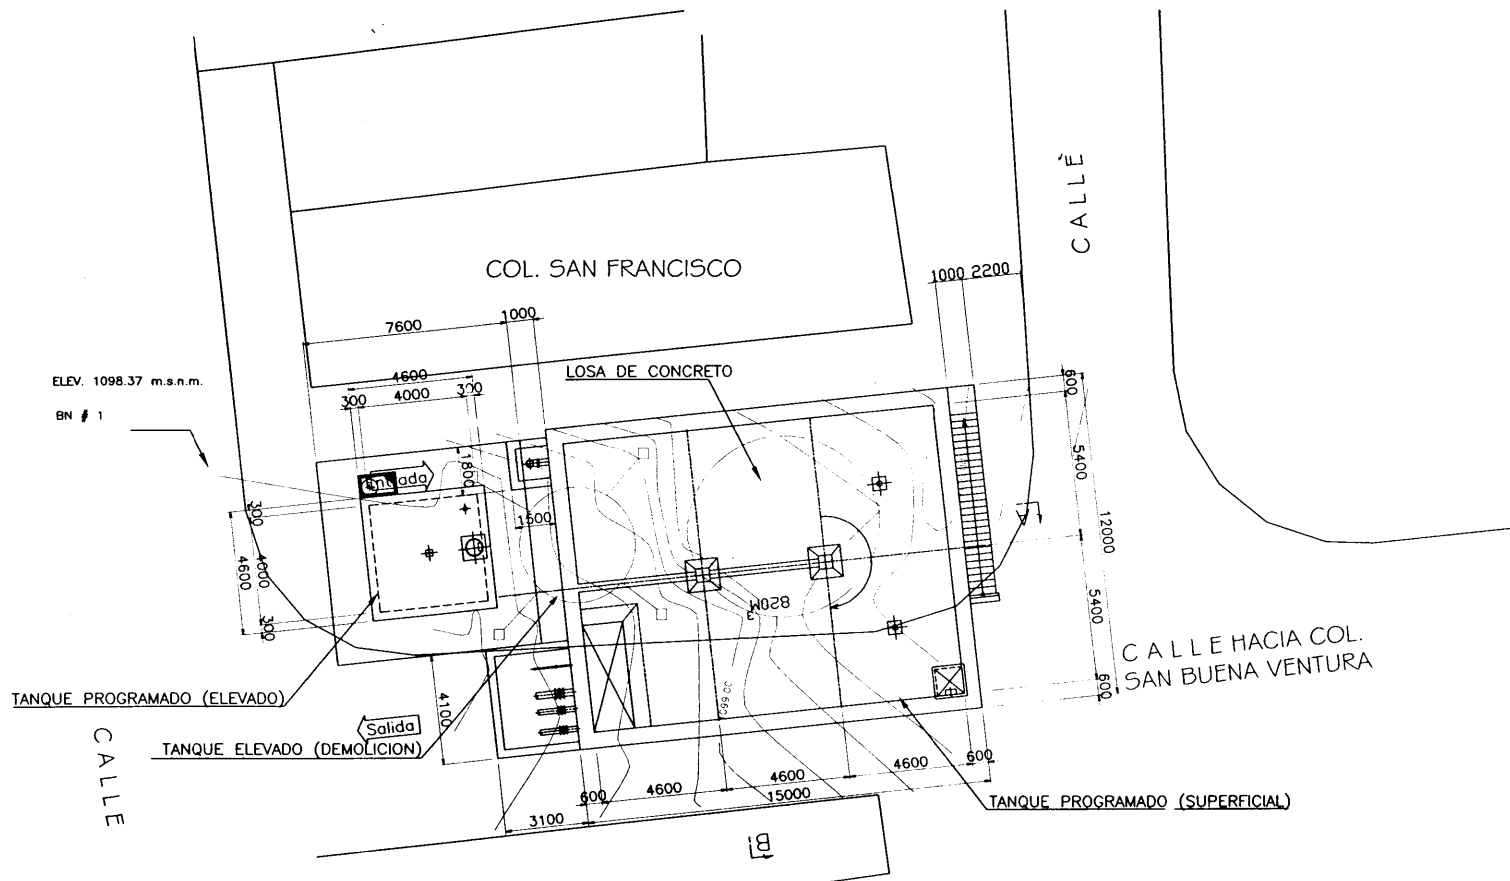 CALLE
COL. SAN FRANCISCO
1000 2200
7600
1000
ELEV. 1098.37 m.s.n.m.
BN # 1
4600
300
4000
300
LOSA DE CONCRETO
600
5400
12000
5400
600
1800
Entrada
1500
300
4600
4000
300
820M3
A
CALLE HACIA COL.
SAN BUENA VENTURA
TANQUE PROGRAMADO (ELEVADO)
Salida
4100
TANQUE ELEVADO (DEMOLICION)
CALLE
600
4600
4600
4600
600
15000
3100
TANQUE PROGRAMADO (SUPERFICIAL)
B'